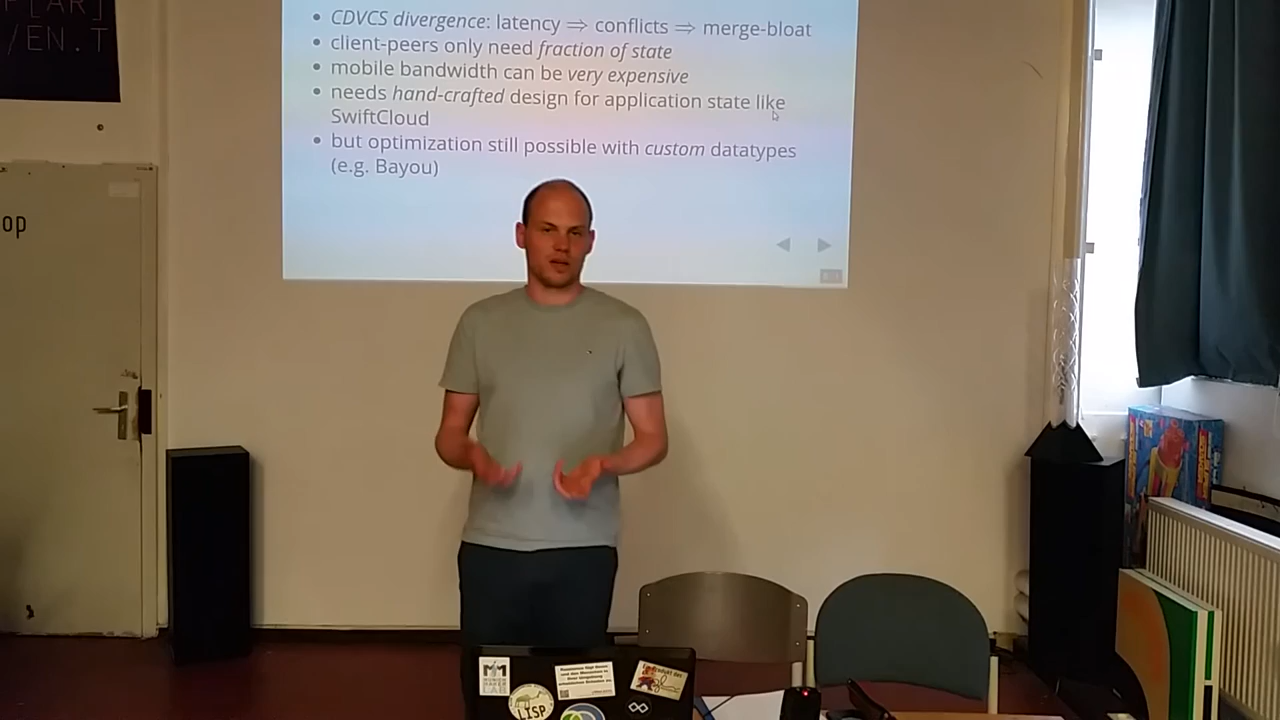 [AR]
/EN.T
CDVCS divergence: latency ⇒ conflicts ⇒ merge-bloat
client-peers only need fraction of state
mobile bandwidth can be very expensive
needs hand-crafted design for application state like
SwiftCloud
but optimization still possible with custom datatypes
(e.g. Bayou)
op
LISP